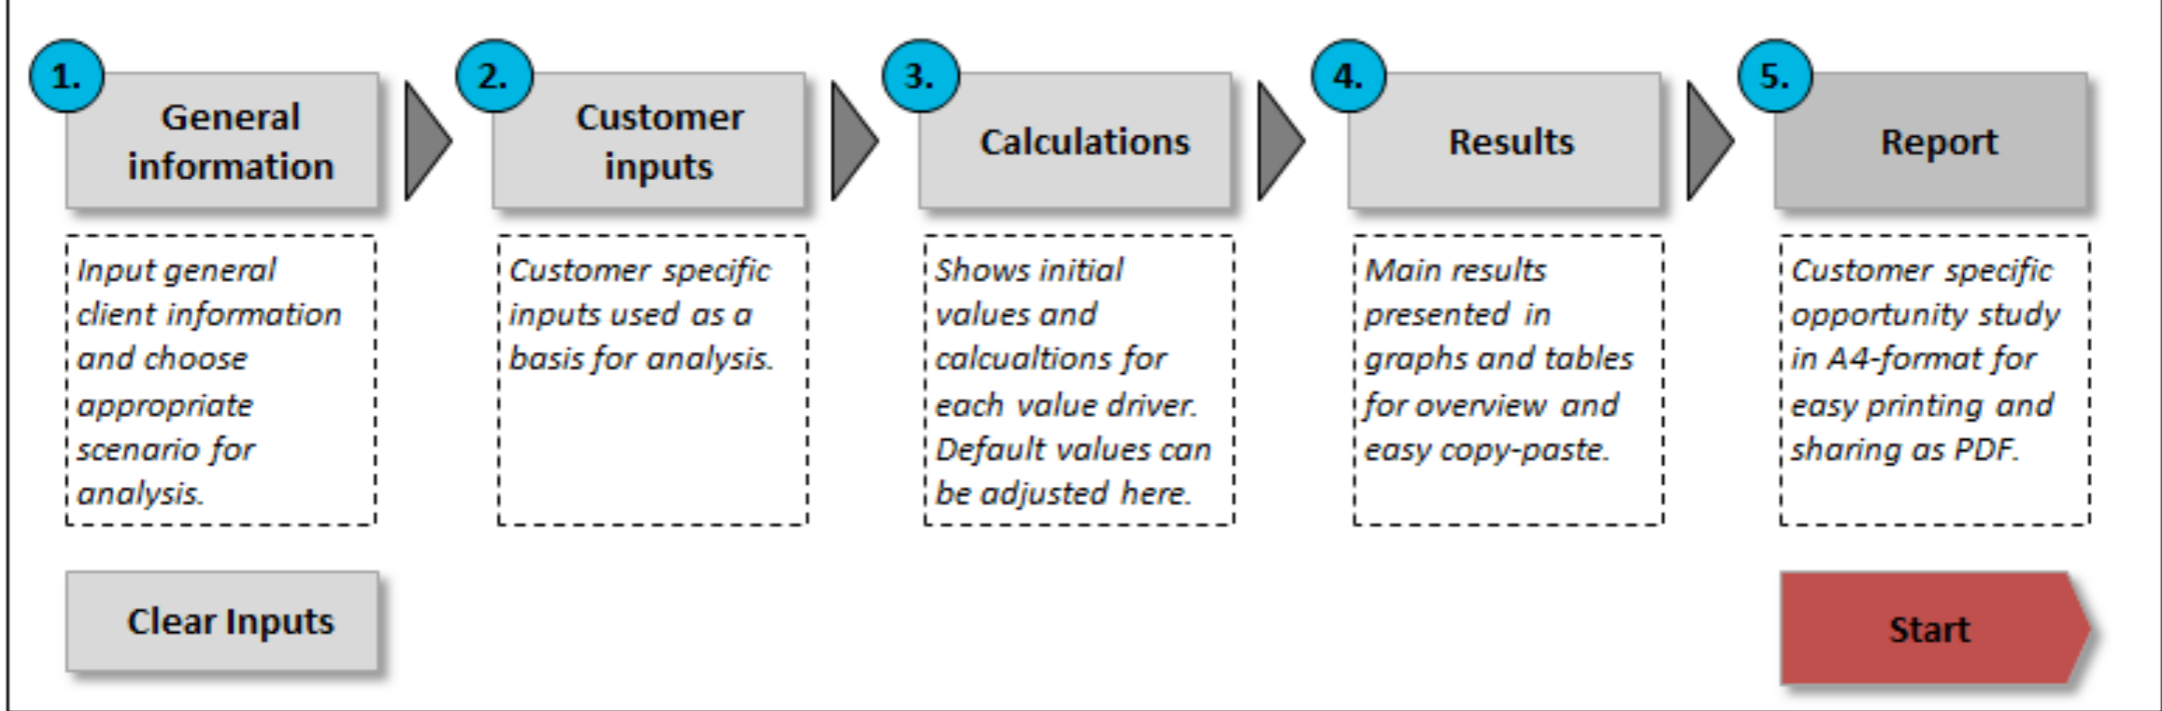 1.
General
information
2.
Customer
inputs
3.
Calculations
4.
Results
5.
Report
Input general
client information
and choose
appropriate
scenario for
analysis.
Customer specific
inputs used as a
basis for analysis.
Shows initial
values and
calcualtions for
each value driver.
Default values can
be adjusted here.
Main results
presented in
graphs and tables
for overview and
easy copy-paste.
Customer specific
opportunity study
in A4-format for
easy printing and
sharing as PDF.
Clear Inputs
Start